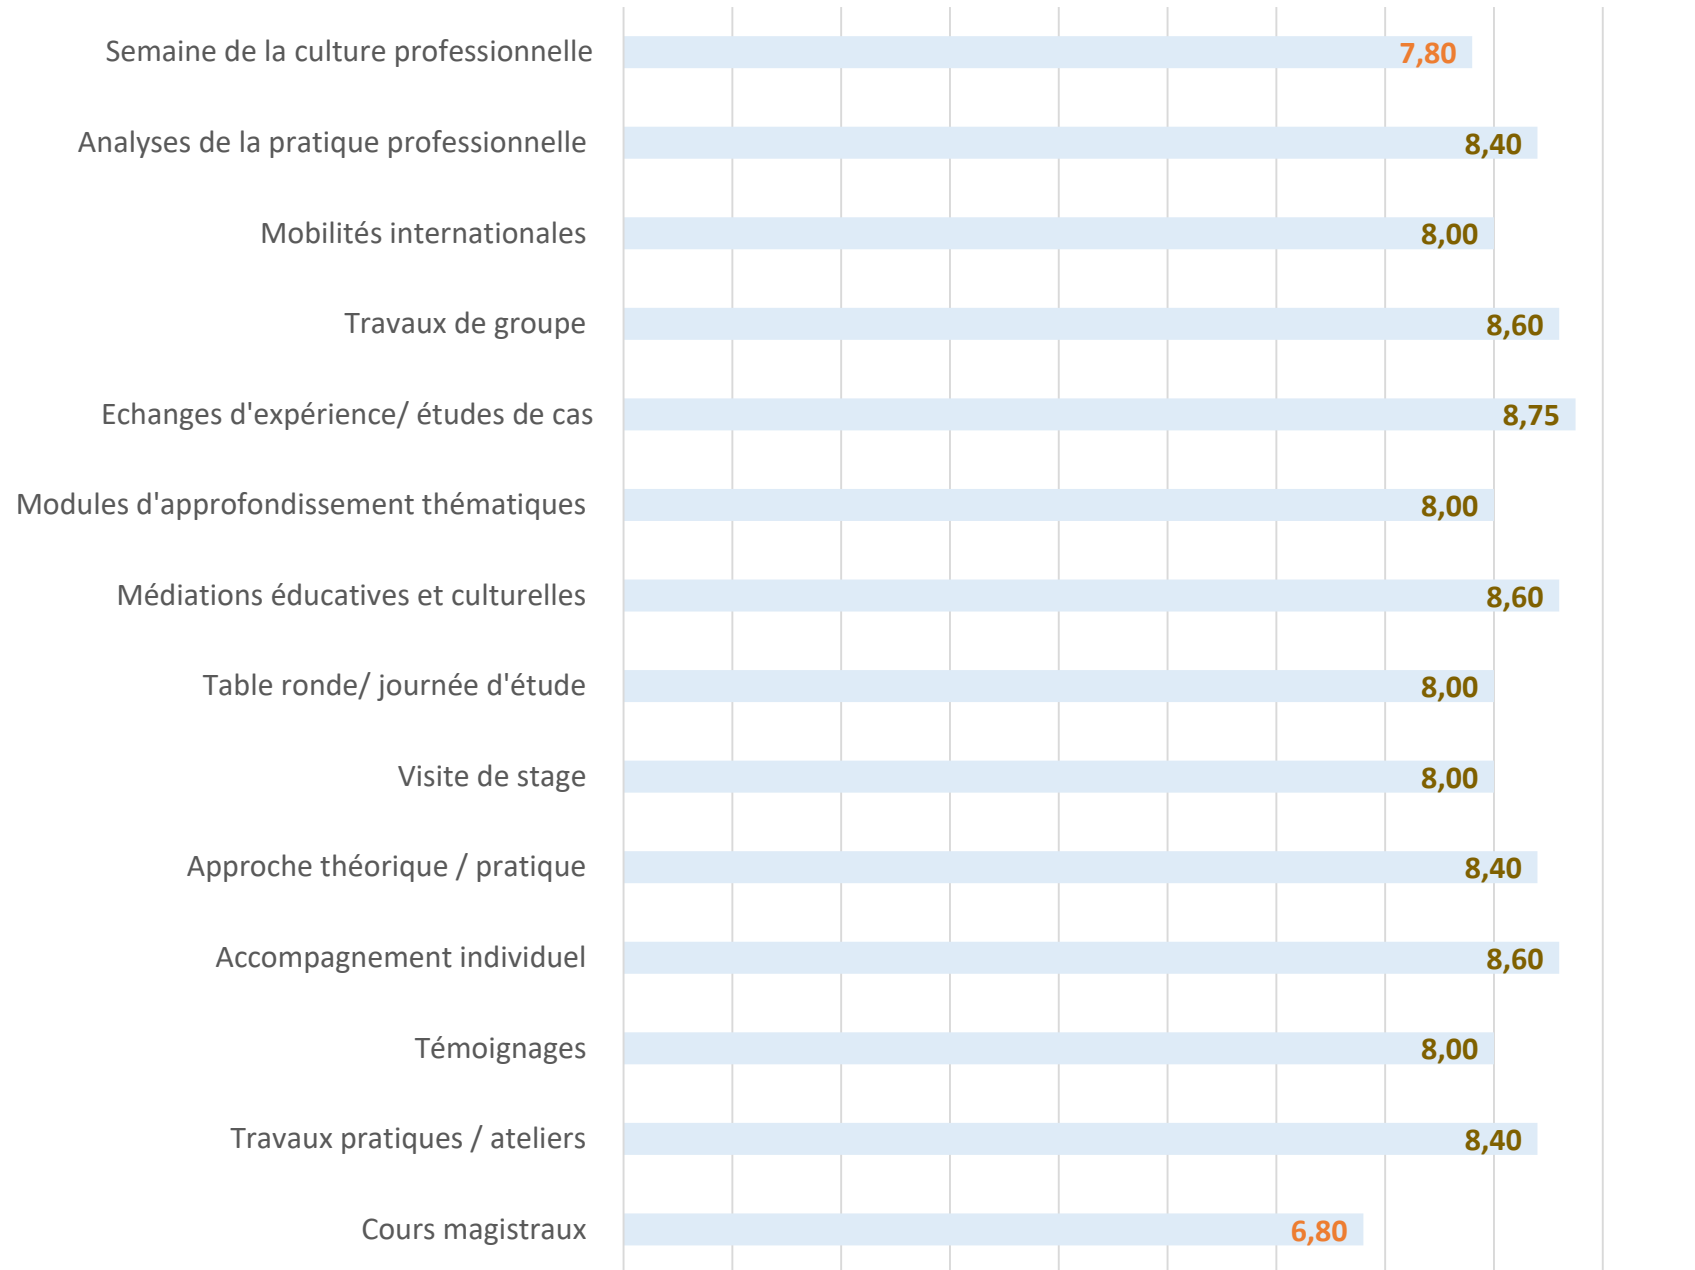 Semaine de la culture professionnelle 7,80
Analyses de la pratique professionnelle 8,40
Mobilités internationales 8,00
Travaux de groupe 8,60
Echanges d'expérience/ études de cas 8,75
Modules d'approfondissement thématiques 8,00
Médiations éducatives et culturelles 8,60
Table ronde/ journée d'étude 8,00
Visite de stage 8,00
Approche théorique / pratique 8,40
Accompagnement individuel 8,60
Témoignages 8,00
Travaux pratiques / ateliers 8,40
Cours magistraux 6,80